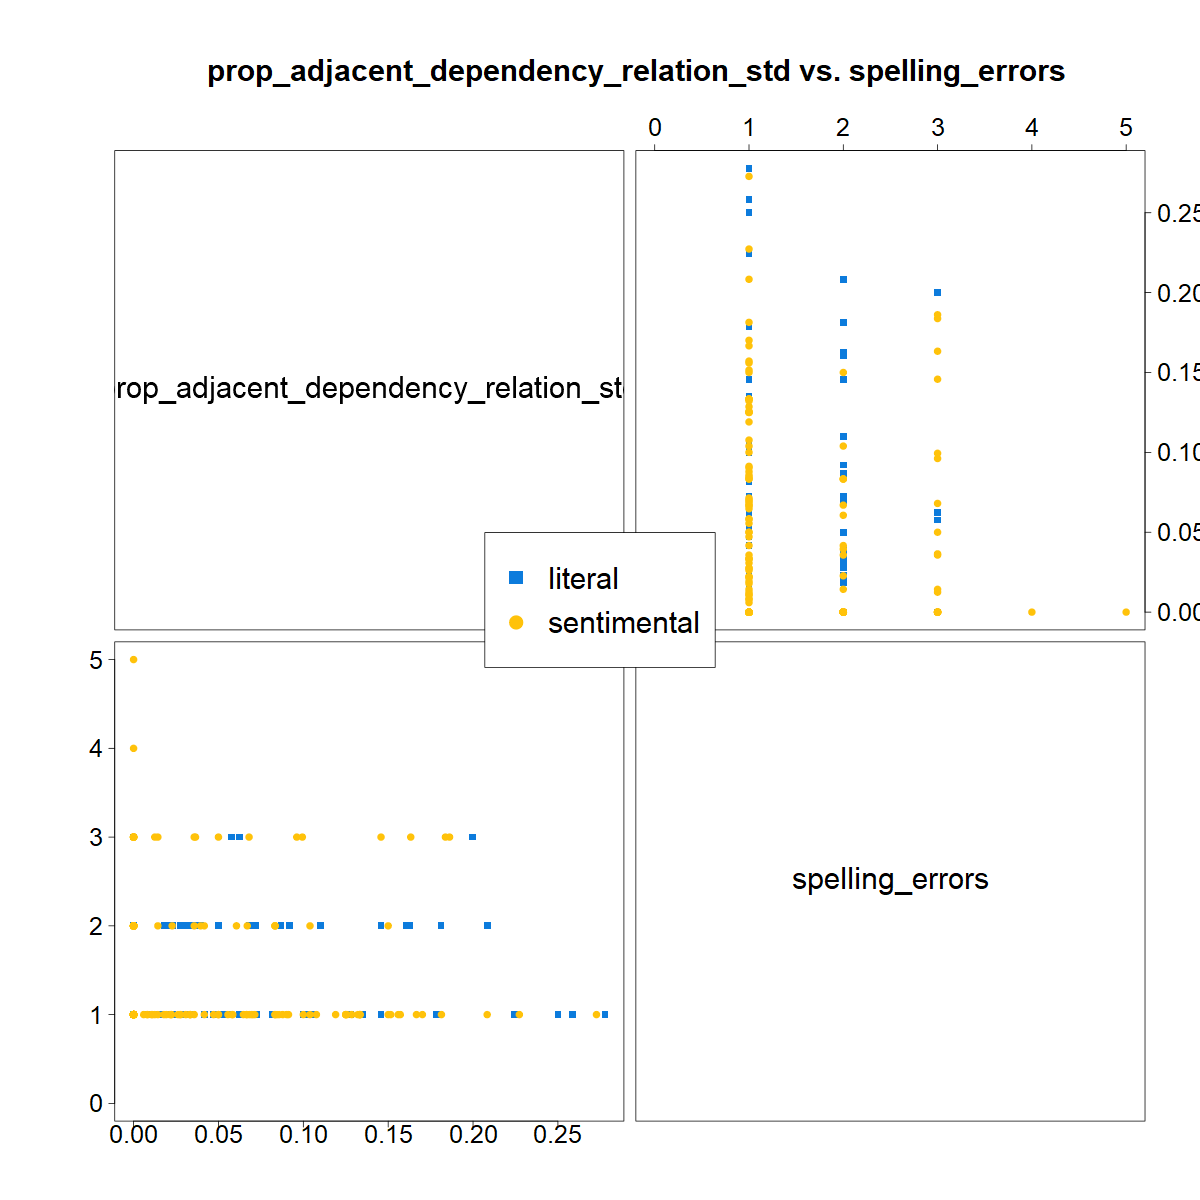 prop_adjacent_dependency_relation_std vs. spelling_errors
0 1 2 3 4 5
rop_adjacent_dependency_relation_st
0.25
0.20
0.15
0.10
0.05
0.00
literal
sentimental
5
4
3
2
1
0
spelling_errors
0.00 0.05 0.10 0.15 0.20 0.25